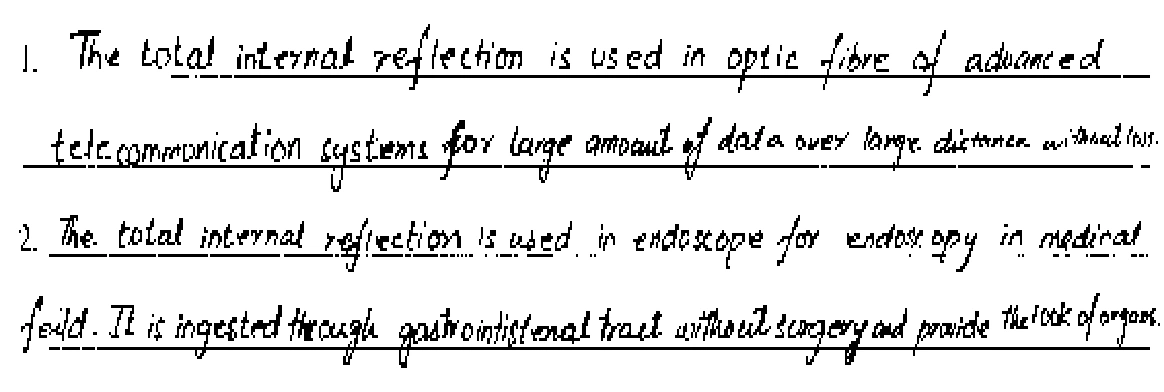 1. The total internal reflection is used in optic fibre of advanced
telecommunication systems for large amount of data over large distance without loss.
2. The total internal reflection is used in endoscope for endoscopy in medical
feild. It is ingested through gastrointistenal tract without surgery and provide the look of organs.